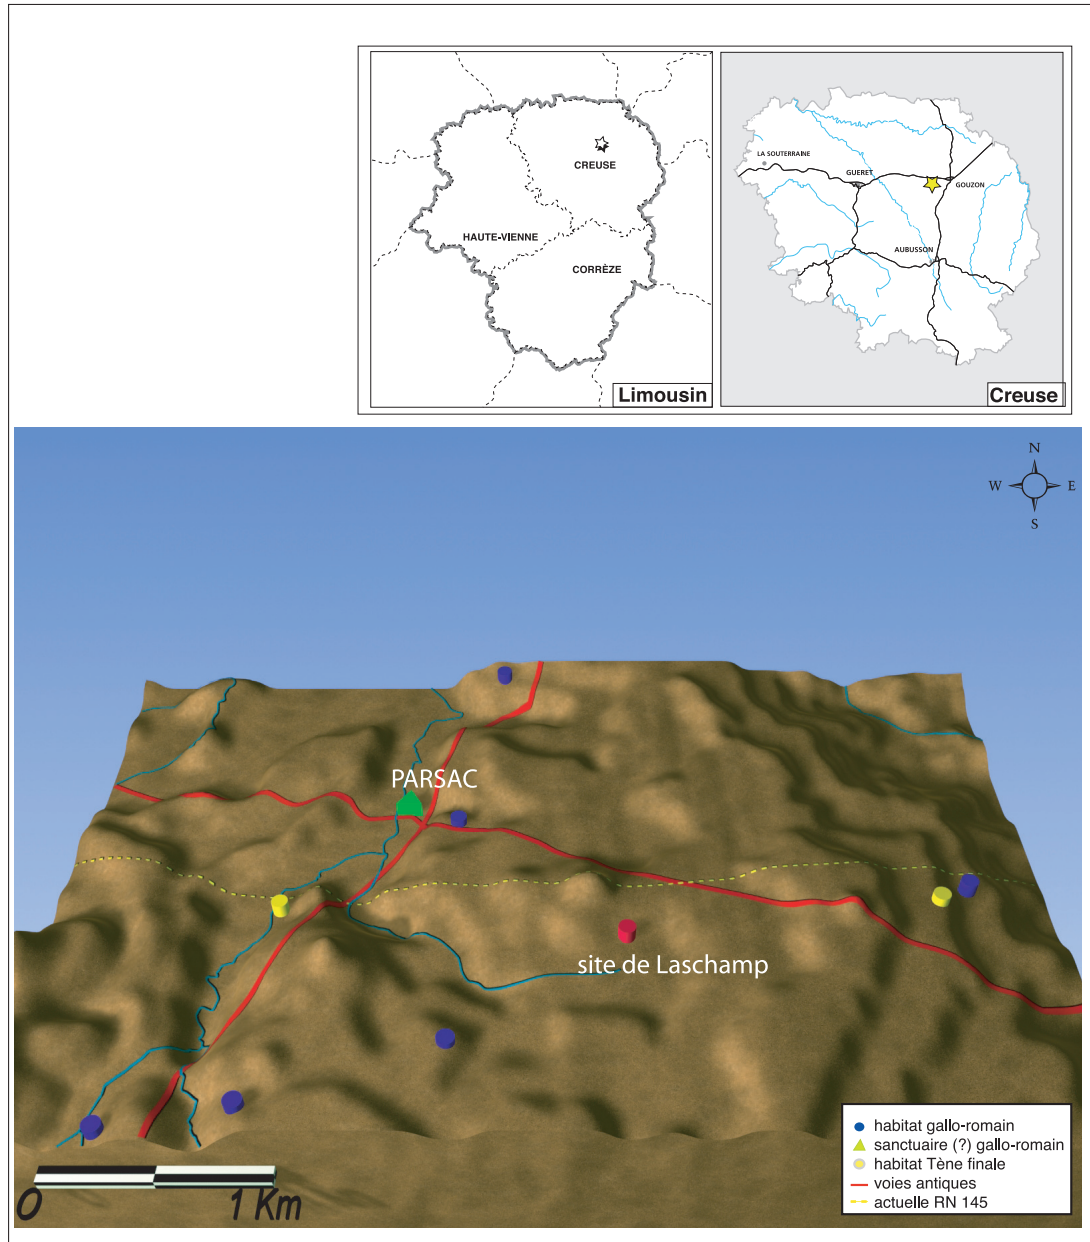 CREUSE
HAUTE-VIENNE
CORRÈZE
Limousin
LA SOUTERRAINE
GUERET
GOUZON
AUBUSSON
Creuse
N
W E
S
PARSAC
site de Laschamp
habitat gallo-romain
sanctuaire (?) gallo-romain
habitat Tène finale
voies antiques
actuelle RN 145
0 1 Km